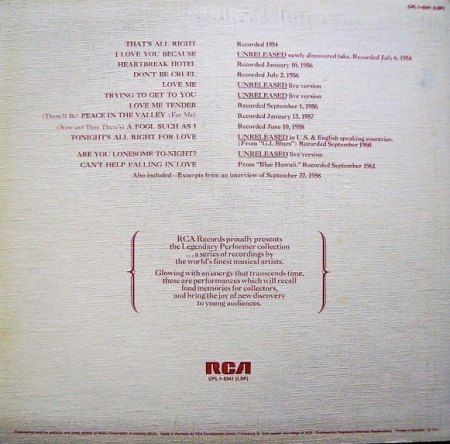 CPL 1-0341 (LBP)
THAT'S ALL RIGHT Recorded 1954
I LOVE YOU BECAUSE UNRELEASED newly discovered take. Recorded July 6, 1954
HEARTBREAK HOTEL Recorded January 10, 1956
DON'T BE CRUEL Recorded July 2, 1956
LOVE ME UNRELEASED live version
TRYING TO GET TO YOU UNRELEASED live version
LOVE ME TENDER Recorded September 1, 1956
(There'll Be) PEACE IN THE VALLEY (For Me) Recorded January 13, 1957
(Now and Then There's) A FOOL SUCH AS I Recorded June 10, 1958
TONIGHT'S ALL RIGHT FOR LOVE UNRELEASED in U.S. & English speaking countries.
(From "G.I. Blues") Recorded September 1960
ARE YOU LONESOME TO-NIGHT? UNRELEASED live version
CAN'T HELP FALLING IN LOVE From "Blue Hawaii." Recorded September 1961
Also included—Excerpts from an interview of September 22, 1958
RCA Records proudly presents
the Legendary Performer collection
...a series of recordings by
the world's finest musical artists.
Glowing with an energy that transcends time,
these are performances which will recall
fond memories for collectors,
and bring the joy of new discovery
to young audiences.
RCA
CPL 1-0341 (LBP)